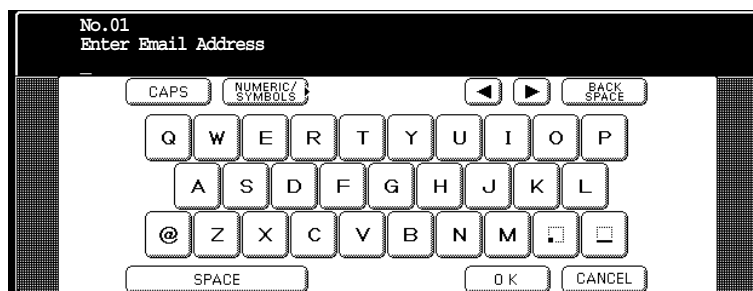 No.01
Enter Email Address
_
CAPS NUMERIC/ SYMBOLS ◀ ▶ BACK SPACE
Q W E R T Y U I O P
A S D F G H J K L
@ Z X C V B N M . _
SPACE OK CANCEL